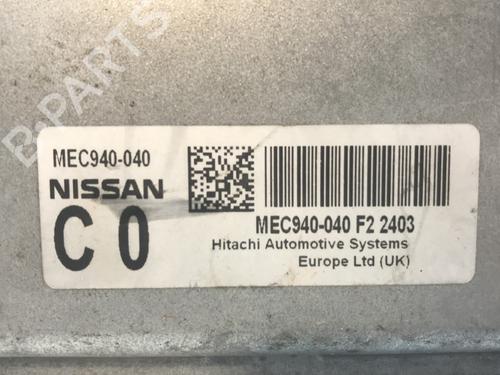 B-PARTS
MEC940-040
NISSAN
C 0
MEC940-040 F2 2403
Hitachi Automotive Systems
Europe Ltd (UK)